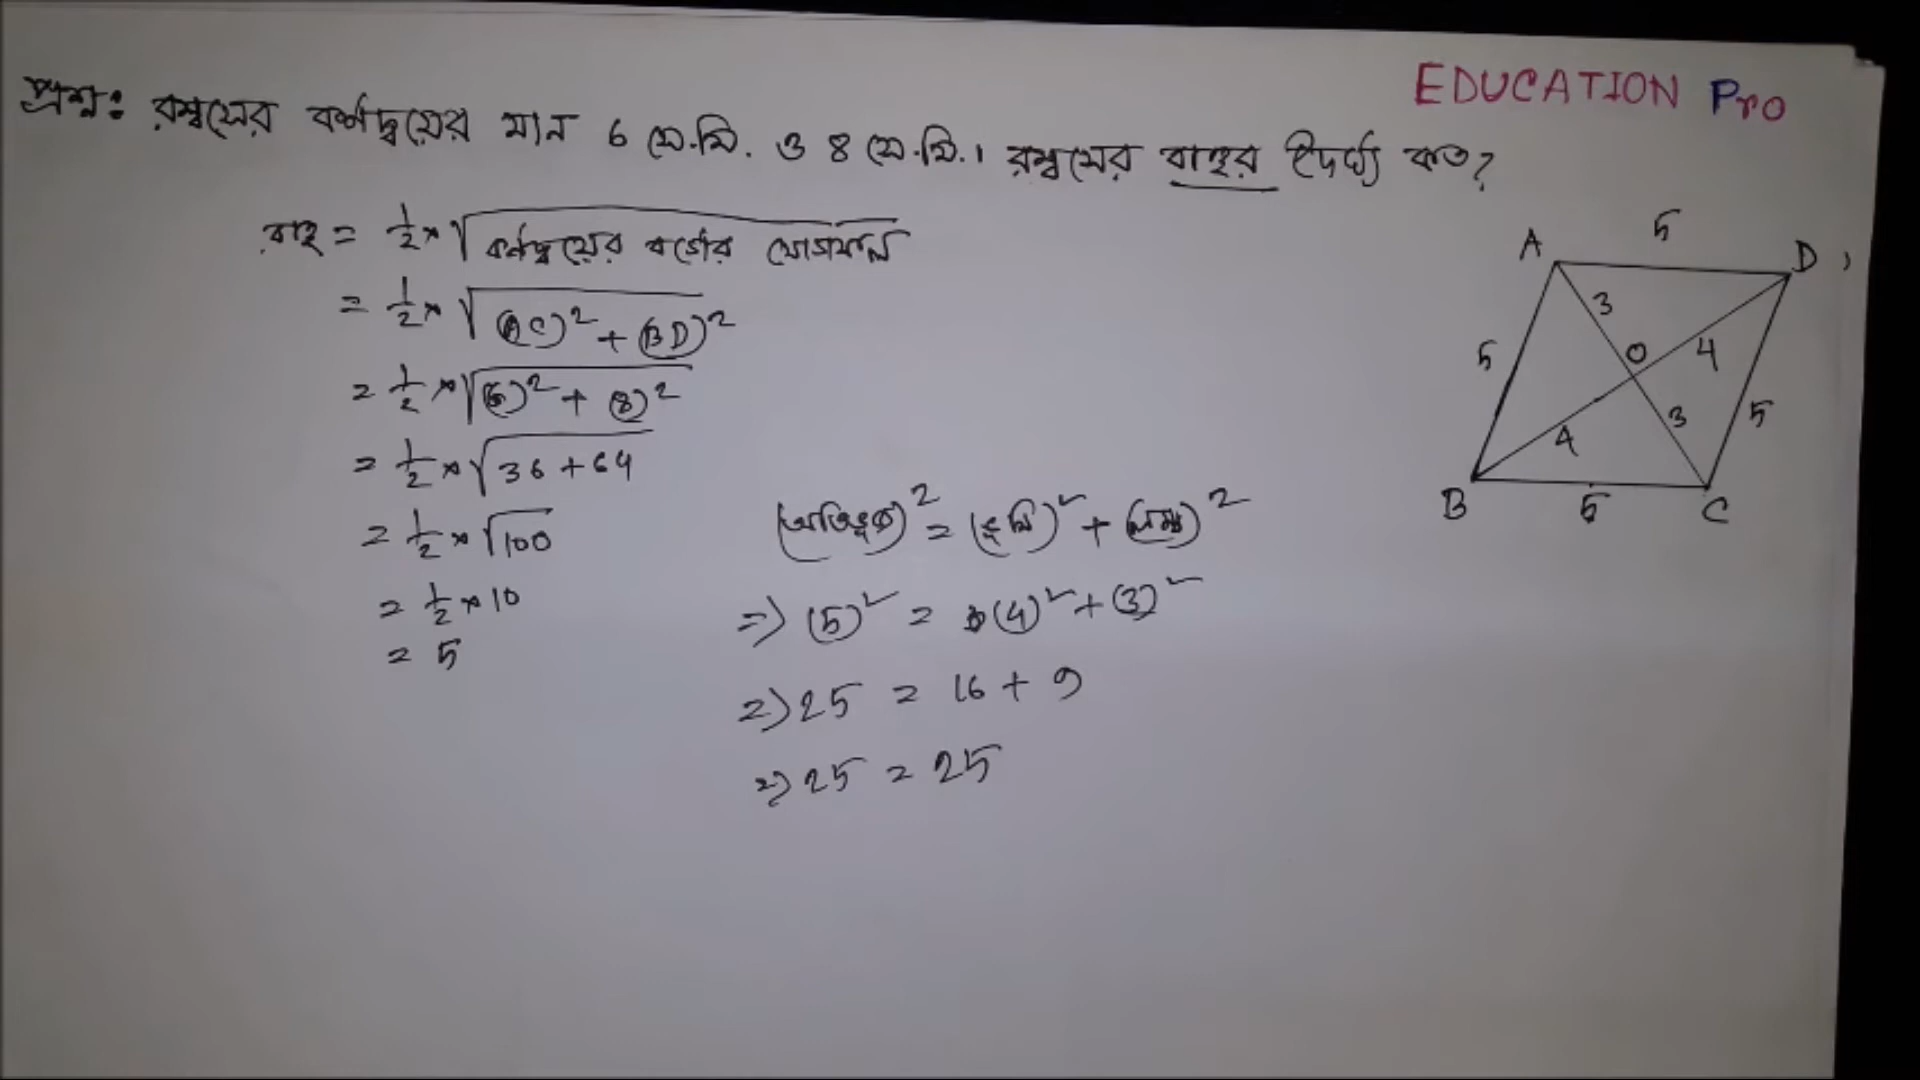 EDUCATION Pro
প্রশ্ন: রম্বসের কর্ণদ্বয়ের মান 6 সে.মি. ও 8 সে.মি.। রম্বসের বাহুর দৈর্ঘ্য কত?
বাহু = 1/2 × √কর্ণদ্বয়ের বর্গের যোগফল
= 1/2 × √(AC)² + (BD)²
= 1/2 × √(6)² + (8)²
= 1/2 × √36 + 64
= 1/2 × √100
= 1/2 × 10
= 5
(অতিভুজ)² = (ভূমি)² + (লম্ব)²
=> (5)² = (4)² + (3)²
=> 25 = 16 + 9
=> 25 = 25
A 5 D
3
5 O 4
4 3 5
B 5 C